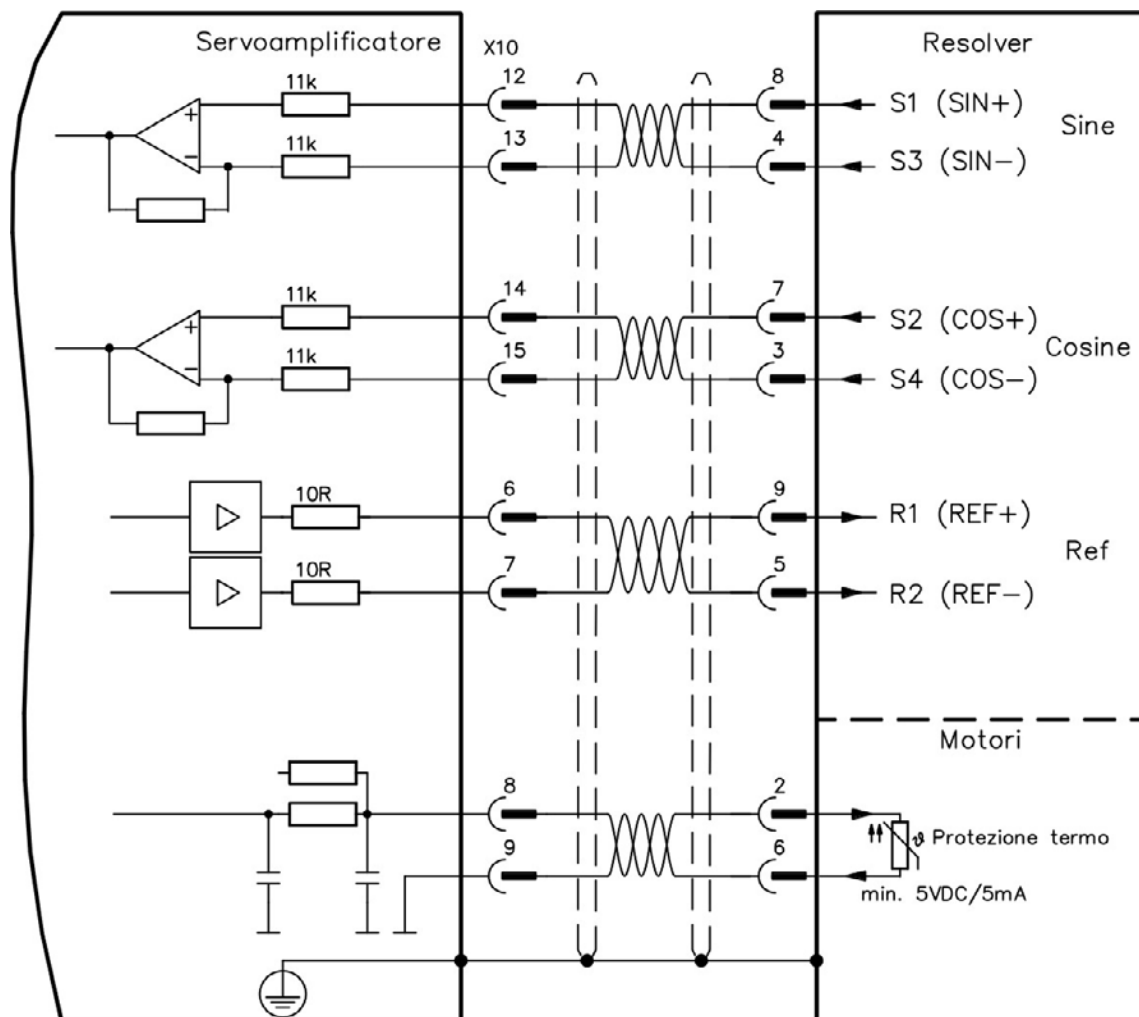 Servoamplificatore
X10
Resolver
11k
12
8
S1 (SIN+)
Sine
11k
13
4
S3 (SIN−)
11k
14
7
S2 (COS+)
Cosine
11k
15
3
S4 (COS−)
10R
6
9
R1 (REF+)
Ref
10R
7
5
R2 (REF−)
Motori
8
2
ϑ Protezione termo
9
6
min. 5VDC/5mA